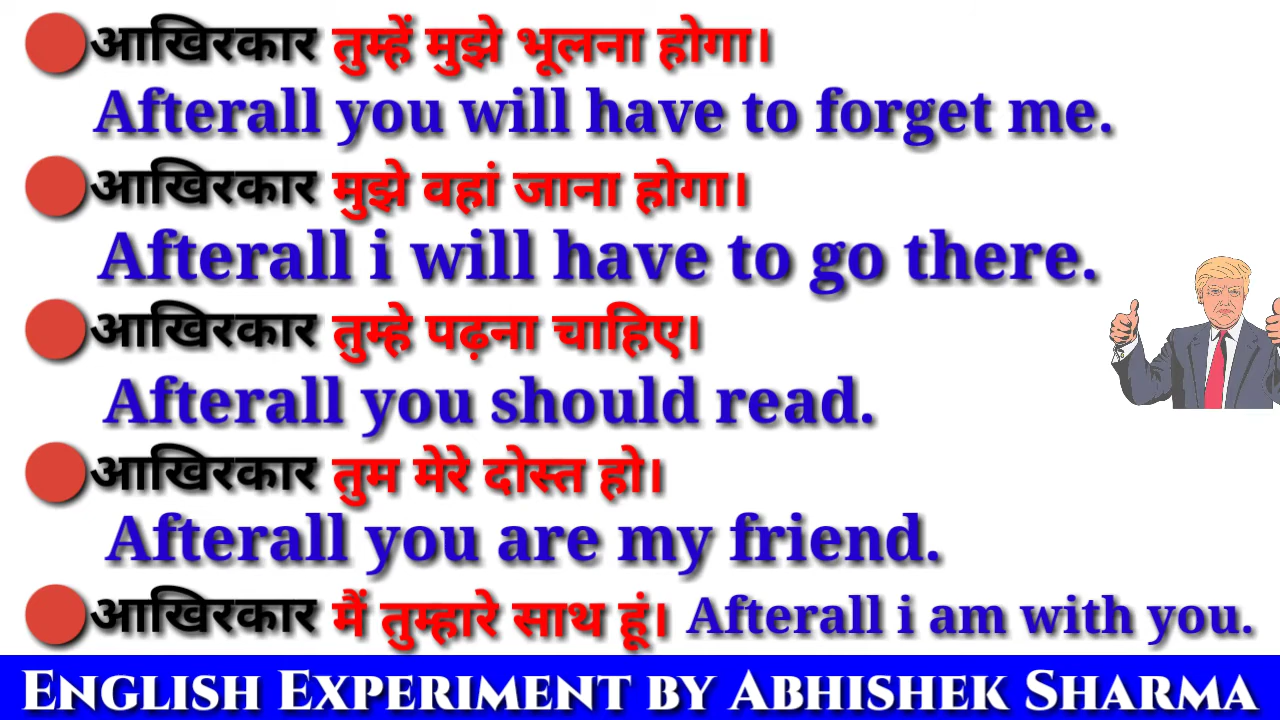 आखिरकार तुम्हें मुझे भूलना होगा।
Afterall you will have to forget me.
आखिरकार मुझे वहां जाना होगा।
Afterall i will have to go there.
आखिरकार तुम्हे पढ़ना चाहिए।
Afterall you should read.
आखिरकार तुम मेरे दोस्त हो।
Afterall you are my friend.
आखिरकार मैं तुम्हारे साथ हूं। Afterall i am with you.
English Experiment by Abhishek Sharma